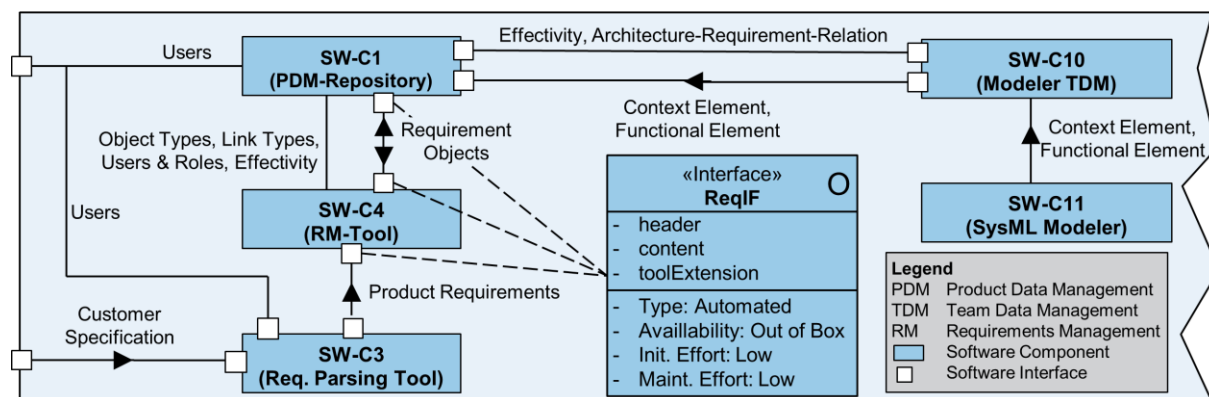 Users
SW-C1
(PDM-Repository)
Effectivity, Architecture-Requirement-Relation
SW-C10
(Modeler TDM)
Context Element,
Functional Element
Object Types, Link Types,
Users & Roles, Effectivity
Requirement
Objects
Context Element,
Functional Element
Users
SW-C4
(RM-Tool)
«Interface»
ReqIF
O
- header
- content
- toolExtension
- Type: Automated
- Availlability: Out of Box
- Init. Effort: Low
- Maint. Effort: Low
SW-C11
(SysML Modeler)
Product Requirements
Customer
Specification
SW-C3
(Req. Parsing Tool)
Legend
PDM Product Data Management
TDM Team Data Management
RM Requirements Management
Software Component
Software Interface